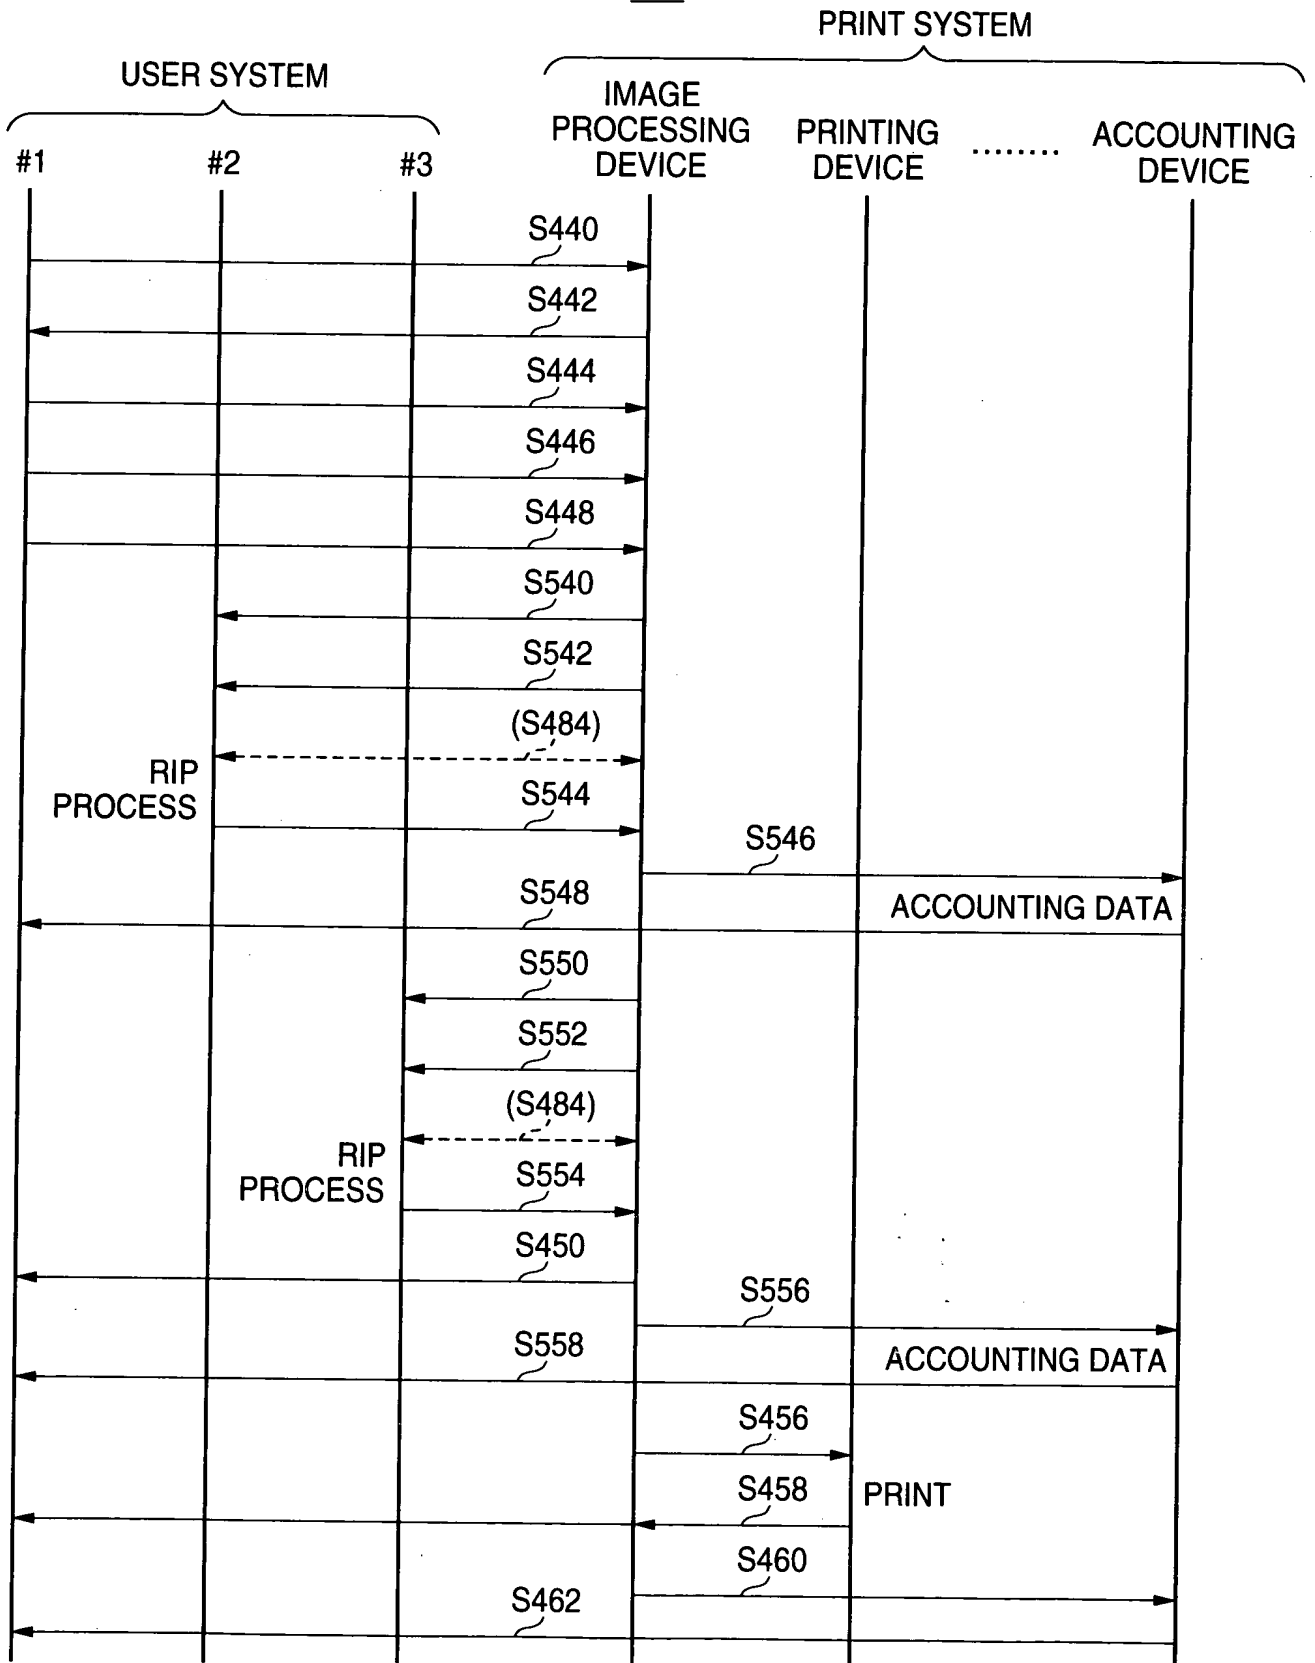 PRINT SYSTEM
USER SYSTEM
IMAGE
PROCESSING
DEVICE
PRINTING
DEVICE
........
ACCOUNTING
DEVICE
#1
#2
#3
S440
S442
S444
S446
S448
S540
S542
(S484)
RIP
PROCESS
S544
S546
S548
ACCOUNTING DATA
S550
S552
(S484)
RIP
PROCESS
S554
S450
S556
S558
ACCOUNTING DATA
S456
S458
PRINT
S460
S462